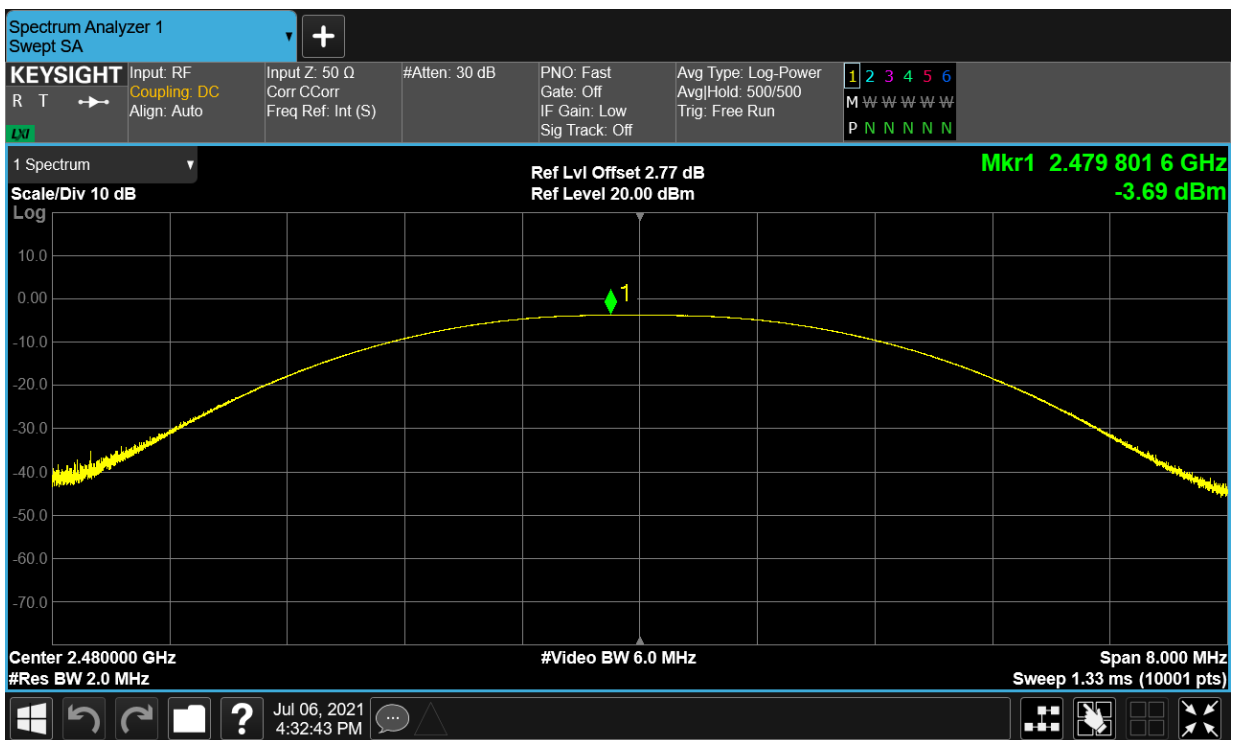 Spectrum Analyzer 1
Swept SA
KEYSIGHT
R T
LXI
Input: RF
Coupling: DC
Align: Auto
Input Z: 50 Ω
Corr CCorr
Freq Ref: Int (S)
#Atten: 30 dB
PNO: Fast
Gate: Off
IF Gain: Low
Sig Track: Off
Avg Type: Log-Power
Avg|Hold: 500/500
Trig: Free Run
1 2 3 4 5 6
M W W W W W
P N N N N N
1 Spectrum
Scale/Div 10 dB
Log
Ref Lvl Offset 2.77 dB
Ref Level 20.00 dBm
Mkr1 2.479 801 6 GHz
-3.69 dBm
10.0
0.00
-10.0
-20.0
-30.0
-40.0
-50.0
-60.0
-70.0
1
Center 2.480000 GHz
#Res BW 2.0 MHz
#Video BW 6.0 MHz
Span 8.000 MHz
Sweep 1.33 ms (10001 pts)
?
Jul 06, 2021
4:32:43 PM